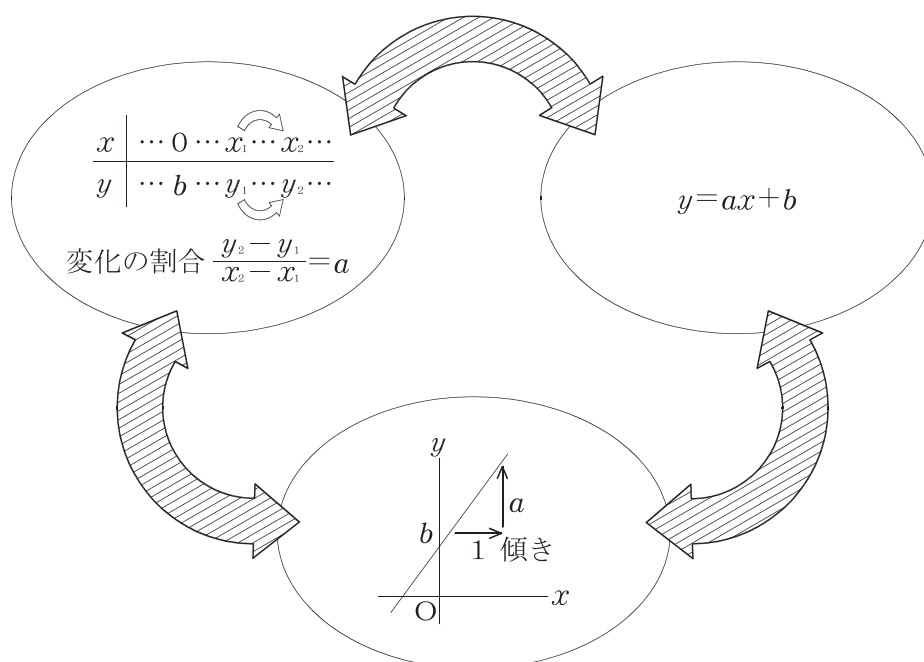 x ⋯ 0 ⋯ x₁ ⋯ x₂ ⋯
y ⋯ b ⋯ y₁ ⋯ y₂ ⋯
変化の割合 (y₂－y₁)/(x₂－x₁)＝a
y＝ax＋b
y
a
b
1 傾き
O
x